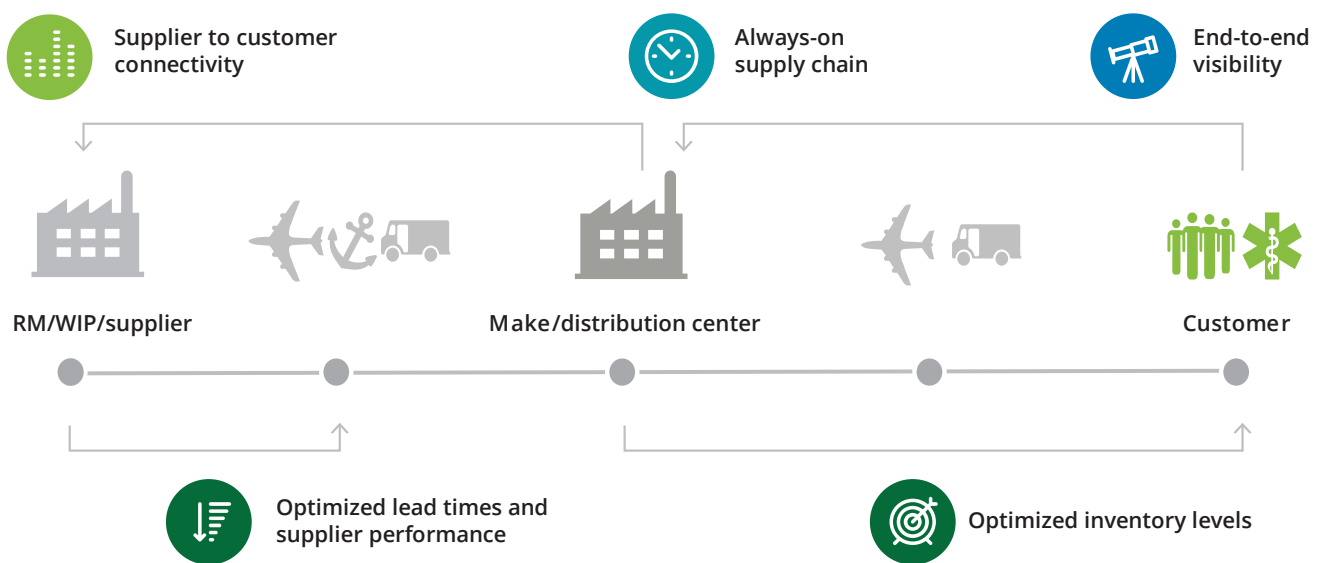 Supplier to customer
connectivity
Always-on
supply chain
End-to-end
visibility
RM/WIP/supplier
Make/distribution center
Customer
Optimized lead times and
supplier performance
Optimized inventory levels